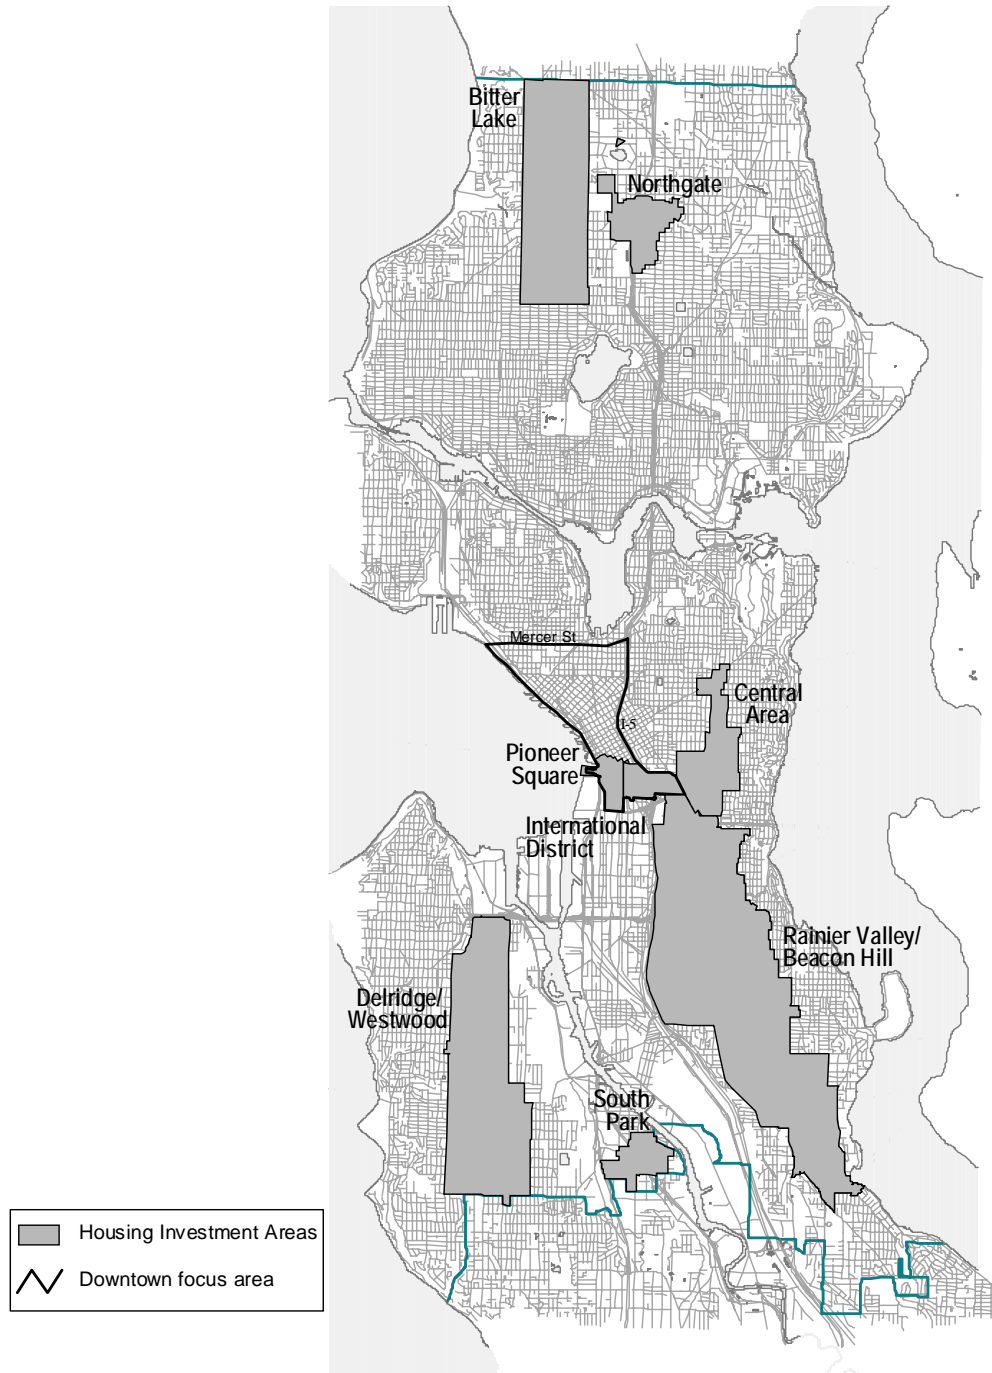 Bitter
Lake
Northgate
Mercer St
I-5
Central
Area
Pioneer
Square
International
District
Rainier Valley/
Beacon Hill
Delridge/
Westwood
South
Park
Housing Investment Areas
Downtown focus area